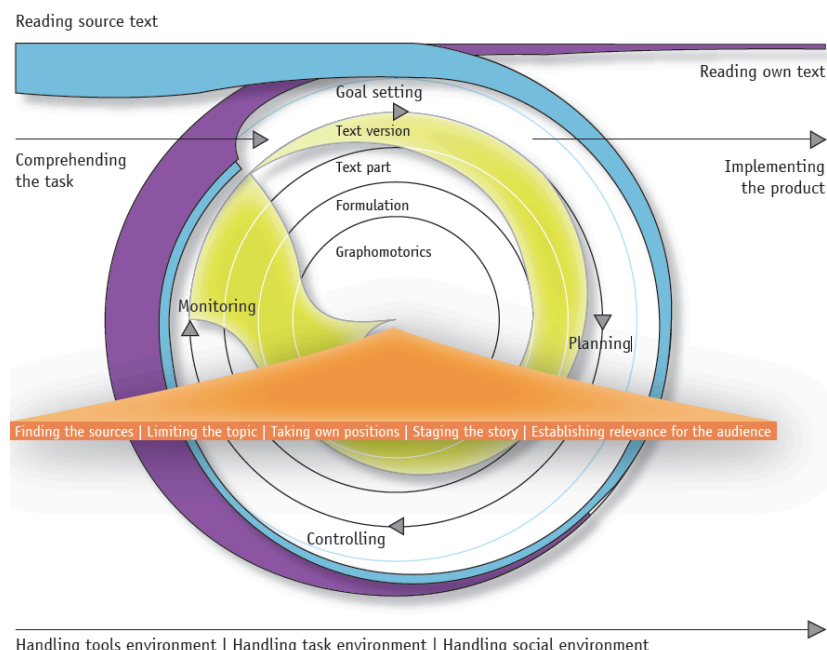 Reading source text
Reading own text
Goal setting
Text version
Comprehending
the task
Text part
Implementing
the product
Formulation
Graphomotorics
Monitoring
Planning
Finding the sources | Limiting the topic | Taking own positions | Staging the story | Establishing relevance for the audience
Controlling
Handling tools environment | Handling task environment | Handling social environment